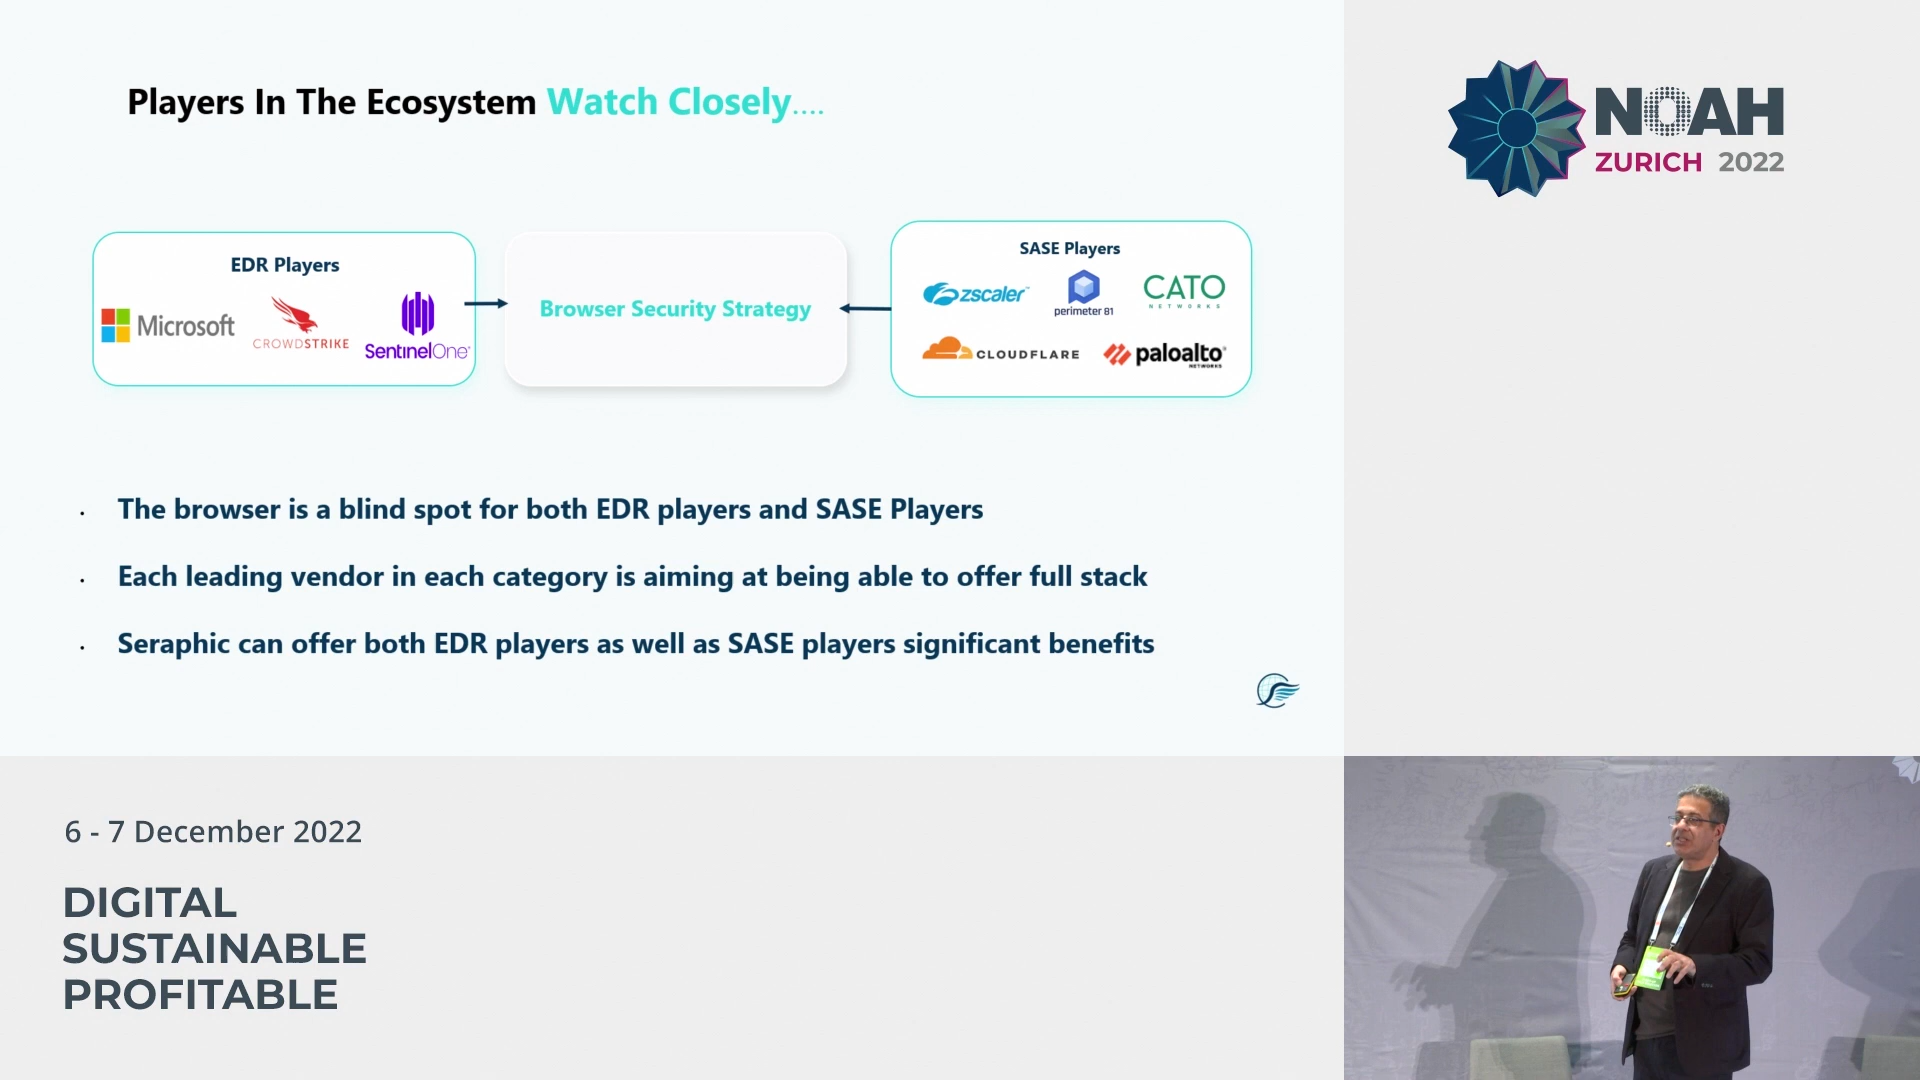 Players In The Ecosystem Watch Closely....
EDR Players
Microsoft
CROWDSTRIKE
SentinelOne
Browser Security Strategy
SASE Players
zscaler
perimeter 81
CATO
NETWORKS
CLOUDFLARE
paloalto
NETWORKS
The browser is a blind spot for both EDR players and SASE Players
Each leading vendor in each category is aiming at being able to offer full stack
Seraphic can offer both EDR players as well as SASE players significant benefits
NOAH
ZURICH 2022
6 - 7 December 2022
DIGITAL
SUSTAINABLE
PROFITABLE